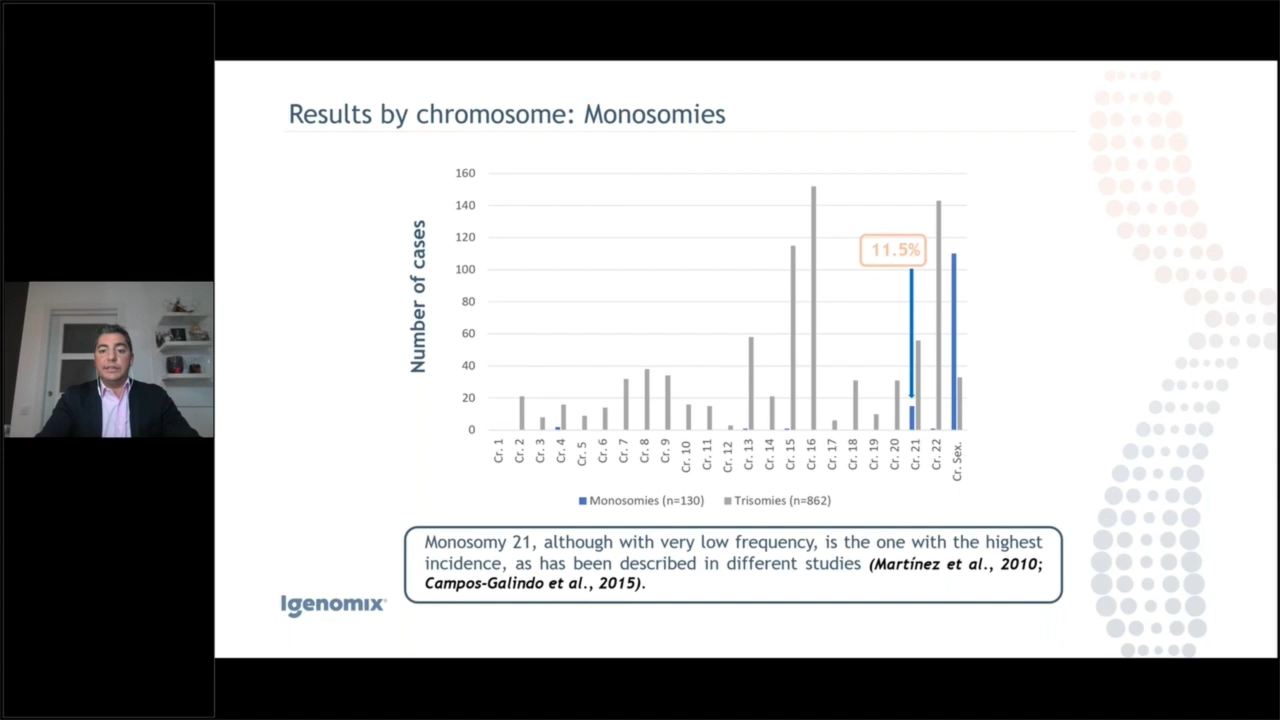 Results by chromosome: Monosomies
Number of cases
160
140
120
100
80
60
40
20
0
11.5%
Cr. 1
Cr. 2
Cr. 3
Cr. 4
Cr. 5
Cr. 6
Cr. 7
Cr. 8
Cr. 9
Cr. 10
Cr. 11
Cr. 12
Cr. 13
Cr. 14
Cr. 15
Cr. 16
Cr. 17
Cr. 18
Cr. 19
Cr. 20
Cr. 21
Cr. 22
Cr. Sex.
Monosomies (n=130) Trisomies (n=862)
Monosomy 21, although with very low frequency, is the one with the highest
incidence, as has been described in different studies (Martínez et al., 2010;
Campos-Galindo et al., 2015).
Igenomix